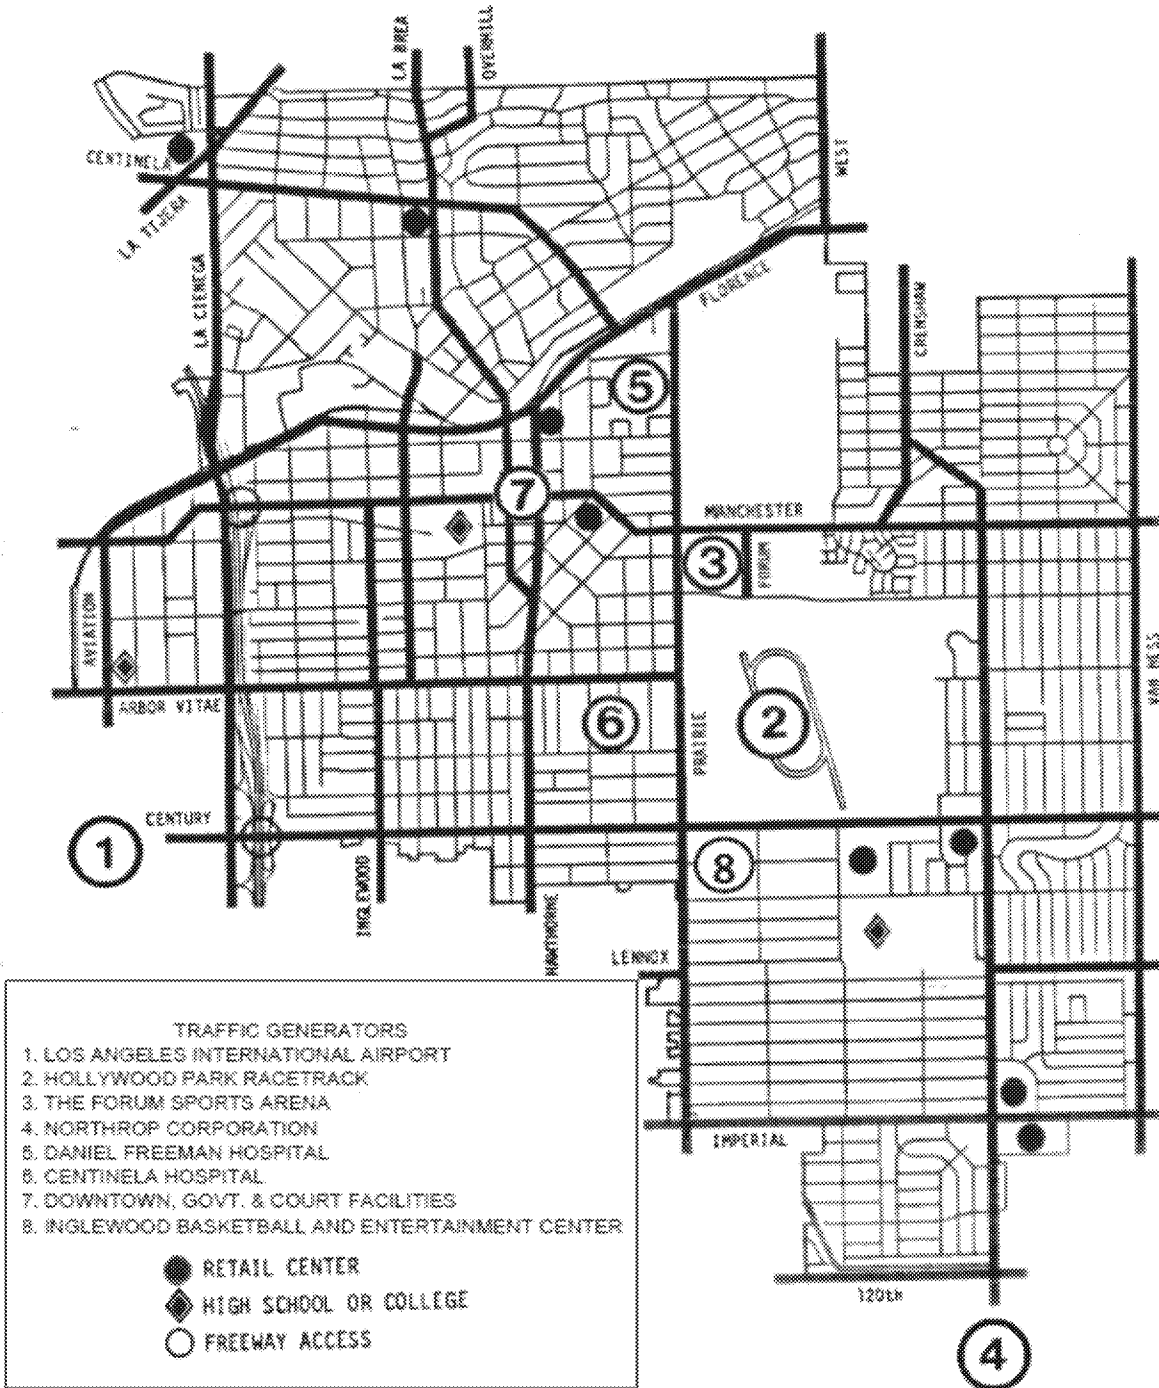 LA BREA
OVERHILL
CENTINELA
WEST
LA TIJERA
LA CIENEGA
FLORENCE
CRENSHAW
5
7
MANCHESTER
3
FORUM
AVIATION
VAN NESS
ARBOR VITAE
6
PRAIRIE
2
CENTURY
1
8
INGLEWOOD
HAWTHORNE
LENNOX
TRAFFIC GENERATORS
1. LOS ANGELES INTERNATIONAL AIRPORT
2. HOLLYWOOD PARK RACETRACK
3. THE FORUM SPORTS ARENA
4. NORTHROP CORPORATION
5. DANIEL FREEMAN HOSPITAL
6. CENTINELA HOSPITAL
7. DOWNTOWN, GOVT. & COURT FACILITIES
8. INGLEWOOD BASKETBALL AND ENTERTAINMENT CENTER
RETAIL CENTER
HIGH SCHOOL OR COLLEGE
FREEWAY ACCESS
IMPERIAL
120th
4